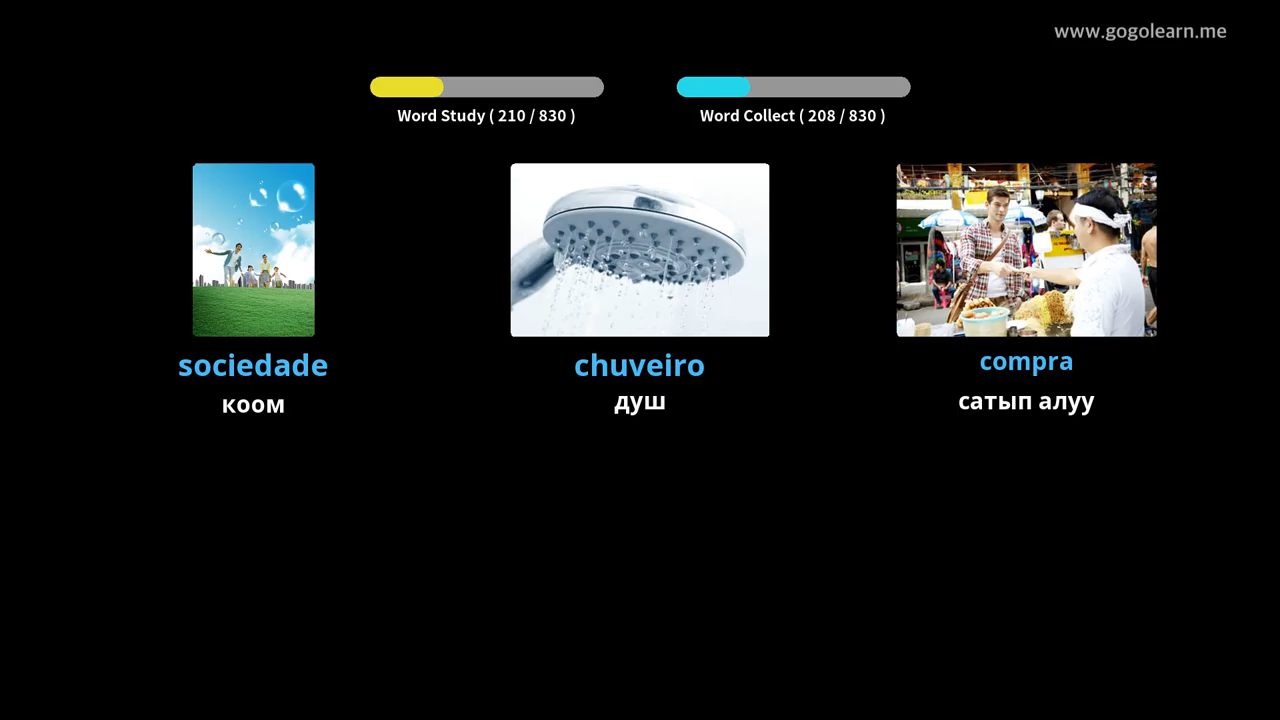 www.gogolearn.me
Word Study ( 210 / 830 )
Word Collect ( 208 / 830 )
sociedade
chuveiro
compra
коом
душ
сатып алуу